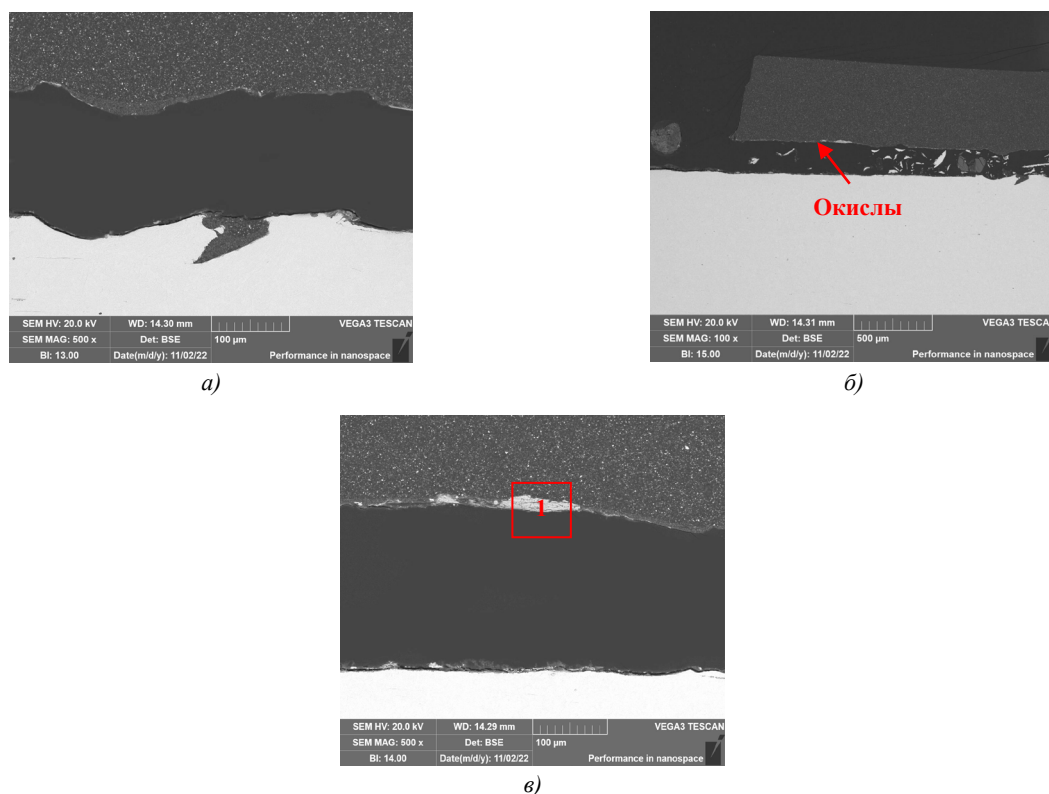 SEM HV: 20.0 kV WD: 14.30 mm VEGA3 TESCAN
SEM MAG: 500 x Det: BSE 100 µm
BI: 13.00 Date(m/d/y): 11/02/22 Performance in nanospace
а)
Окислы
SEM HV: 20.0 kV WD: 14.31 mm VEGA3 TESCAN
SEM MAG: 100 x Det: BSE 500 µm
BI: 15.00 Date(m/d/y): 11/02/22 Performance in nanospace
б)
1
SEM HV: 20.0 kV WD: 14.29 mm VEGA3 TESCAN
SEM MAG: 500 x Det: BSE 100 µm
BI: 14.00 Date(m/d/y): 11/02/22 Performance in nanospace
в)